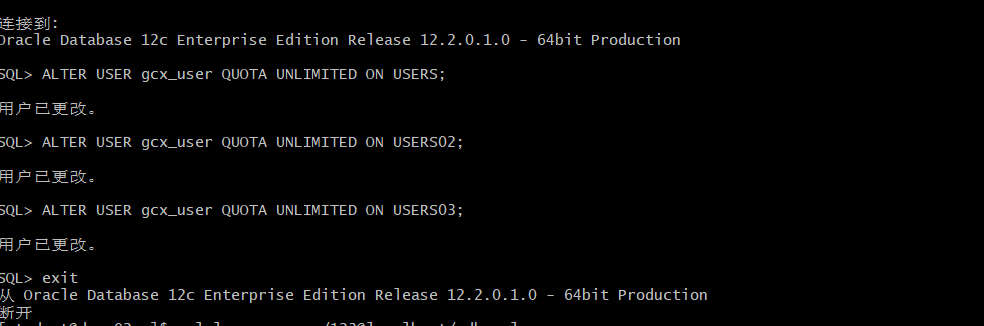 连接到:
Oracle Database 12c Enterprise Edition Release 12.2.0.1.0 - 64bit Production
SQL> ALTER USER gcx_user QUOTA UNLIMITED ON USERS;
用户已更改。
SQL> ALTER USER gcx_user QUOTA UNLIMITED ON USERS02;
用户已更改。
SQL> ALTER USER gcx_user QUOTA UNLIMITED ON USERS03;
用户已更改。
SQL> exit
从 Oracle Database 12c Enterprise Edition Release 12.2.0.1.0 - 64bit Production
断开